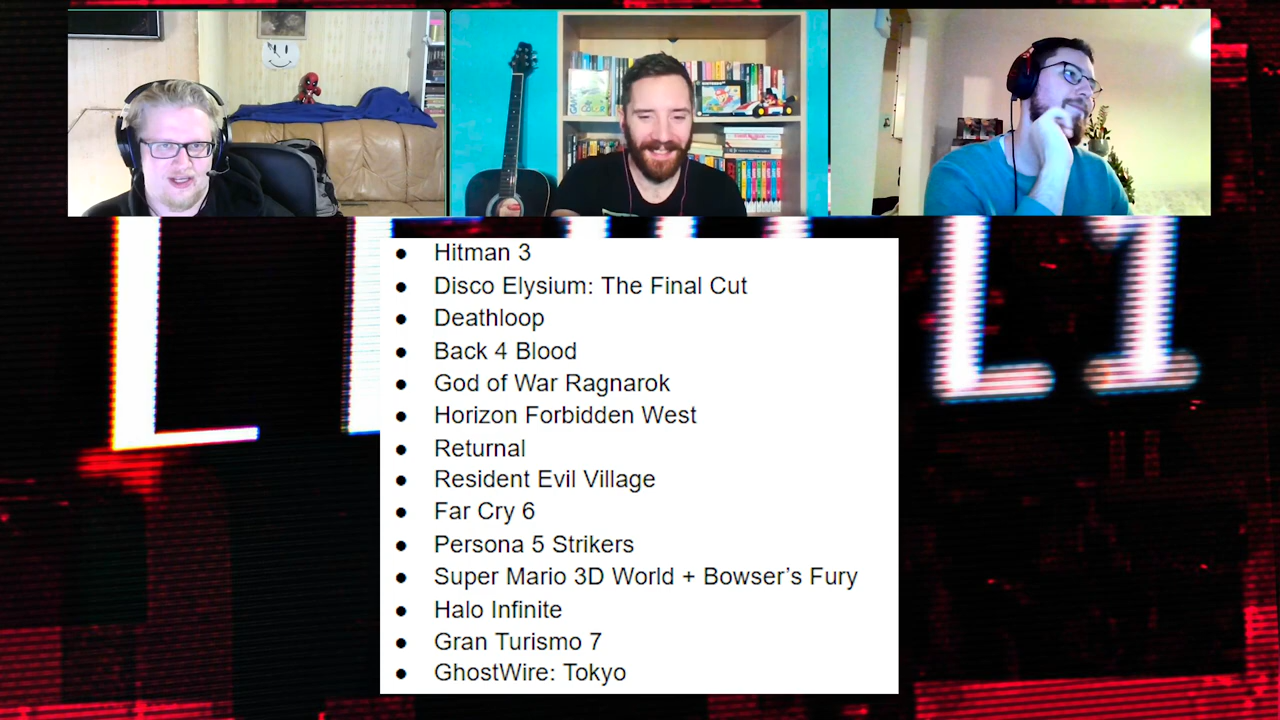 Hitman 3
Disco Elysium: The Final Cut
Deathloop
Back 4 Blood
God of War Ragnarok
Horizon Forbidden West
Returnal
Resident Evil Village
Far Cry 6
Persona 5 Strikers
Super Mario 3D World + Bowser’s Fury
Halo Infinite
Gran Turismo 7
GhostWire: Tokyo